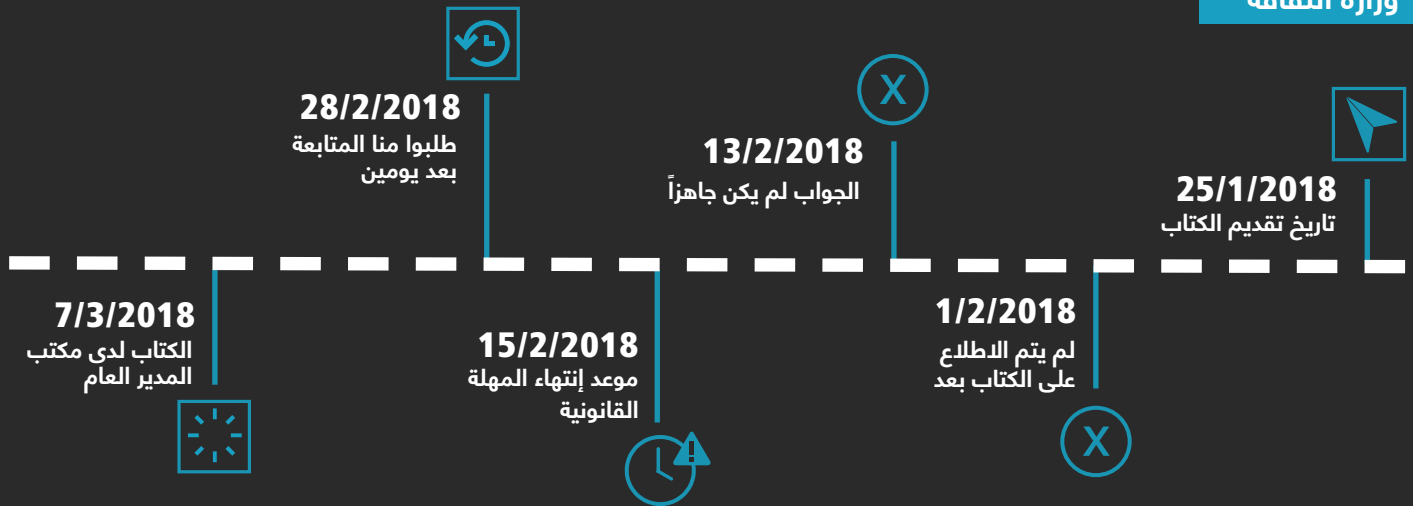 وزارة الثقافة
25/1/2018
تاريخ تقديم الكتاب
1/2/2018
لم يتم الاطلاع
على الكتاب بعد
X
13/2/2018
الجواب لم يكن جاهزاً
X
15/2/2018
موعد إنتهاء المهلة
القانونية
28/2/2018
طلبوا منا المتابعة
بعد يومين
7/3/2018
الكتاب لدى مكتب
المدير العام